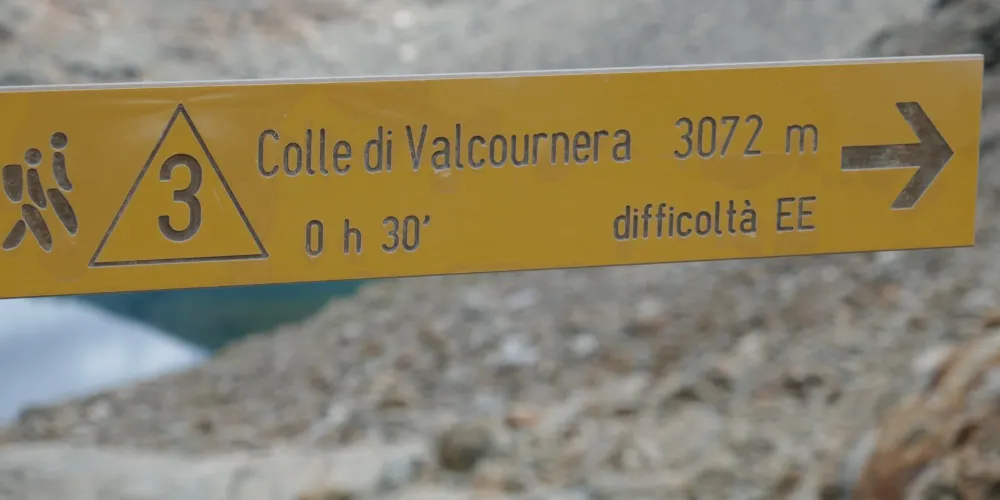 3 Colle di Valcournera 3072 m
0 h 30' difficoltà EE